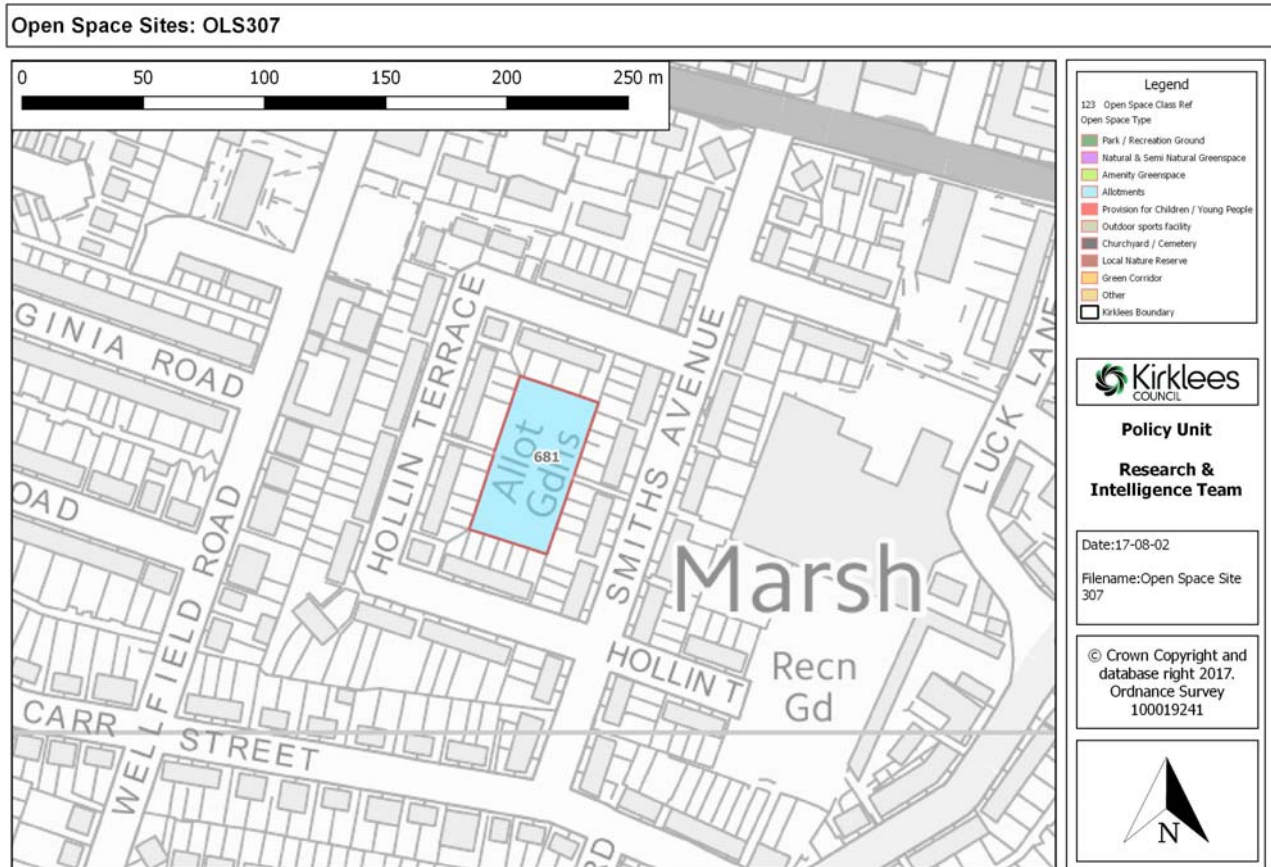 Open Space Sites: OLS307
0 50 100 150 200 250 m
GINIA ROAD
OAD
WELLFIELD ROAD
HOLLIN TERRACE
Allot
Gdns
681
SMITHS AVENUE
LUCK LANE
Marsh
HOLLIN T
Recn
Gd
CARR STREET
RD
Legend
123 Open Space Class Ref
Open Space Type
Park / Recreation Ground
Natural & Semi Natural Greenspace
Amenity Greenspace
Allotments
Provision for Children / Young People
Outdoor sports facility
Churchyard / Cemetery
Local Nature Reserve
Green Corridor
Other
Kirklees Boundary
Kirklees
COUNCIL
Policy Unit
Research &
Intelligence Team
Date:17-08-02
Filename:Open Space Site
307
© Crown Copyright and
database right 2017.
Ordnance Survey
100019241
N